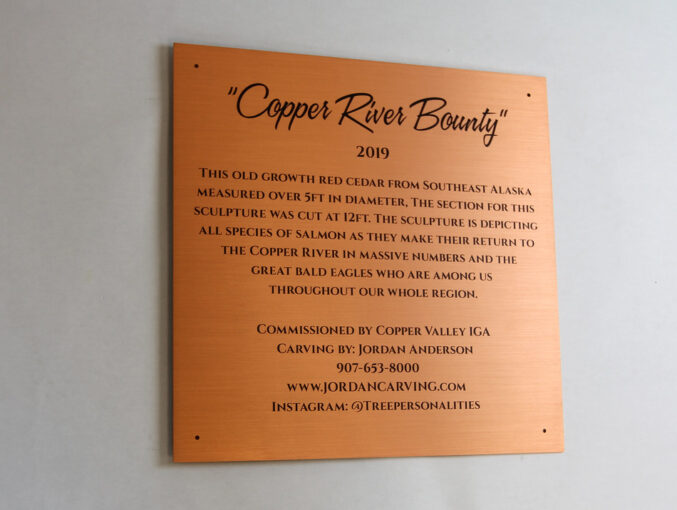 "Copper River Bounty"
2019
This old growth red cedar from Southeast Alaska
measured over 5ft in diameter, The section for this
sculpture was cut at 12ft. The sculpture is depicting
all species of salmon as they make their return to
the Copper River in massive numbers and the
great bald eagles who are among us
throughout our whole region.
Commissioned by Copper Valley IGA
Carving by: Jordan Anderson
907-653-8000
www.jordancarving.com
Instagram: @Treepersonalities